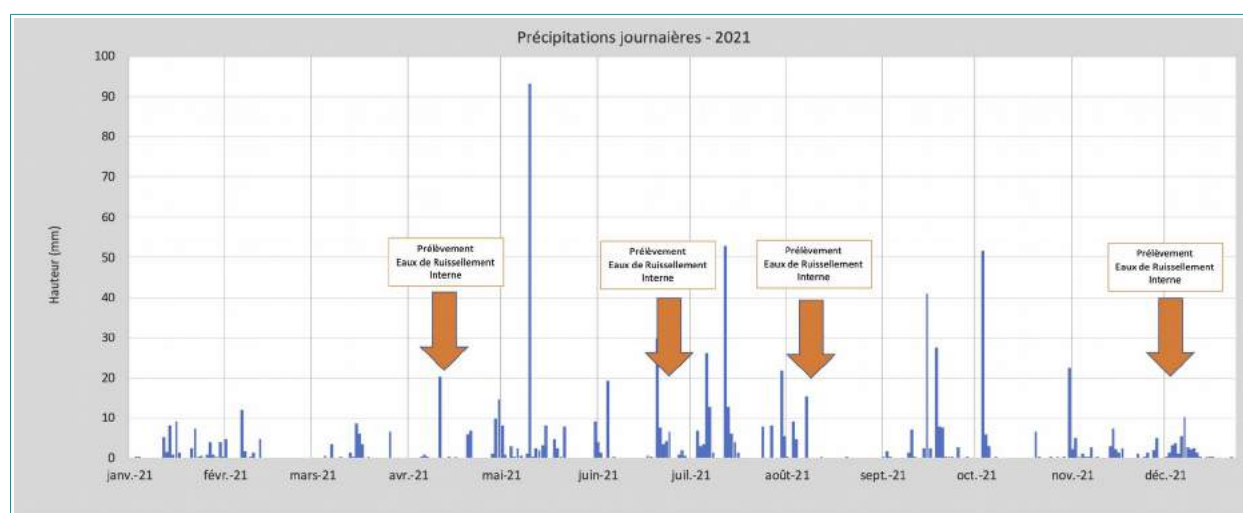 Précipitations journaières - 2021
Hauteur (mm)
100
90
80
70
60
50
40
30
20
10
0
Prélèvement
Eaux de Ruissellement
Interne
Prélèvement
Eaux de Ruissellement
Interne
Prélèvement
Eaux de Ruissellement
Interne
Prélèvement
Eaux de Ruissellement
Interne
janv.-21
févr.-21
mars-21
avr.-21
mai-21
juin-21
juil.-21
août-21
sept.-21
oct.-21
nov.-21
déc.-21